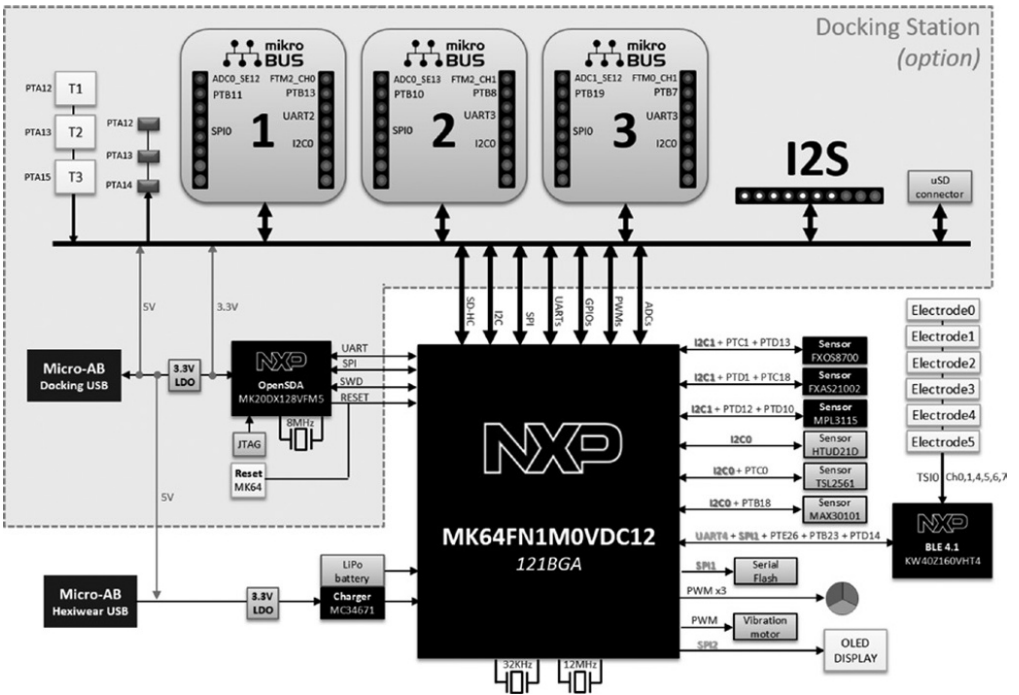 Docking Station
(option)
mikro
BUS
ADC0_SE12 FTM2_CH0
PTB11 PTB13
UART2
SPI0
I2C0
1
mikro
BUS
ADC0_SE13 FTM2_CH1
PTB10 PTB8
UART3
SPI0
I2C0
2
mikro
BUS
ADC1_SE12 FTM0_CH1
PTB19 PTB7
UART3
SPI0
I2C0
3
PTA12 T1
PTA13 T2
PTA15 T3
PTA12
PTA13
PTA14
I2S
uSD
connector
5V
3.3V
SD-HC
I2C
SPI
UARTs
GPIOs
PWMs
ADCs
Micro-AB
Docking USB
3.3V
LDO
NXP
OpenSDA
MK20DX128VFM5
8MHz
JTAG
Reset
MK64
UART
SPI
SWD
RESET
5V
Micro-AB
Hexiwear USB
3.3V
LDO
LiPo
battery
Charger
MC34671
NXP
MK64FN1M0VDC12
121BGA
32KHz
12MHz
I2C1 + PTC1 + PTD13
Sensor
FXOS8700
I2C1 + PTD1 + PTC18
Sensor
FXAS21002
I2C1 + PTD12 + PTD10
Sensor
MPL3115
I2C0
Sensor
HTUD21D
I2C0 + PTC0
Sensor
TSL2561
I2C0 + PTB18
Sensor
MAX30101
UART4 + SPI1 + PTE26 + PTB23 + PTD14
SPI1
Serial
Flash
PWM x3
PWM
Vibration
motor
SPI2
OLED
DISPLAY
Electrode0
Electrode1
Electrode2
Electrode3
Electrode4
Electrode5
TSI0 Ch0,1,4,5,6,7
NXP
BLE 4.1
KW40Z160VHT4